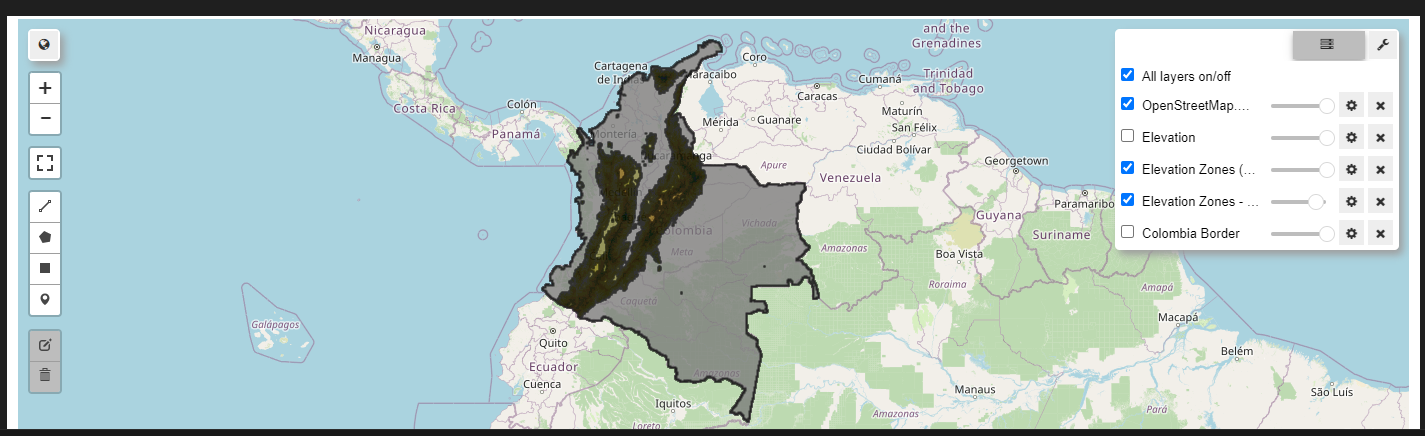 Nicaragua
Managua
Costa Rica
Colón
Panamá
Cartagena
de Indias
Maracaibo
Coro
and the
Grenadines
Trinidad
and Tobago
Cumaná
Caracas
Maturín
San Félix
Mérida
Guanare
Ciudad Bolívar
Montería
Bucaramanga
Apure
Venezuela
Georgetown
Paramaribo
Guyana
Suriname
Vichada
Colombia
Meta
Amazonas
Boa Vista
Roraima
Amapá
Caquetá
Galápagos
Macapá
Quito
Ecuador
Belém
Cuenca
Amazonas
Manaus
São Luís
Iquitos
Amazonas
Pará
Loreto
All layers on/off
OpenStreetMap....
Elevation
Elevation Zones (...
Elevation Zones - ...
Colombia Border
+
−